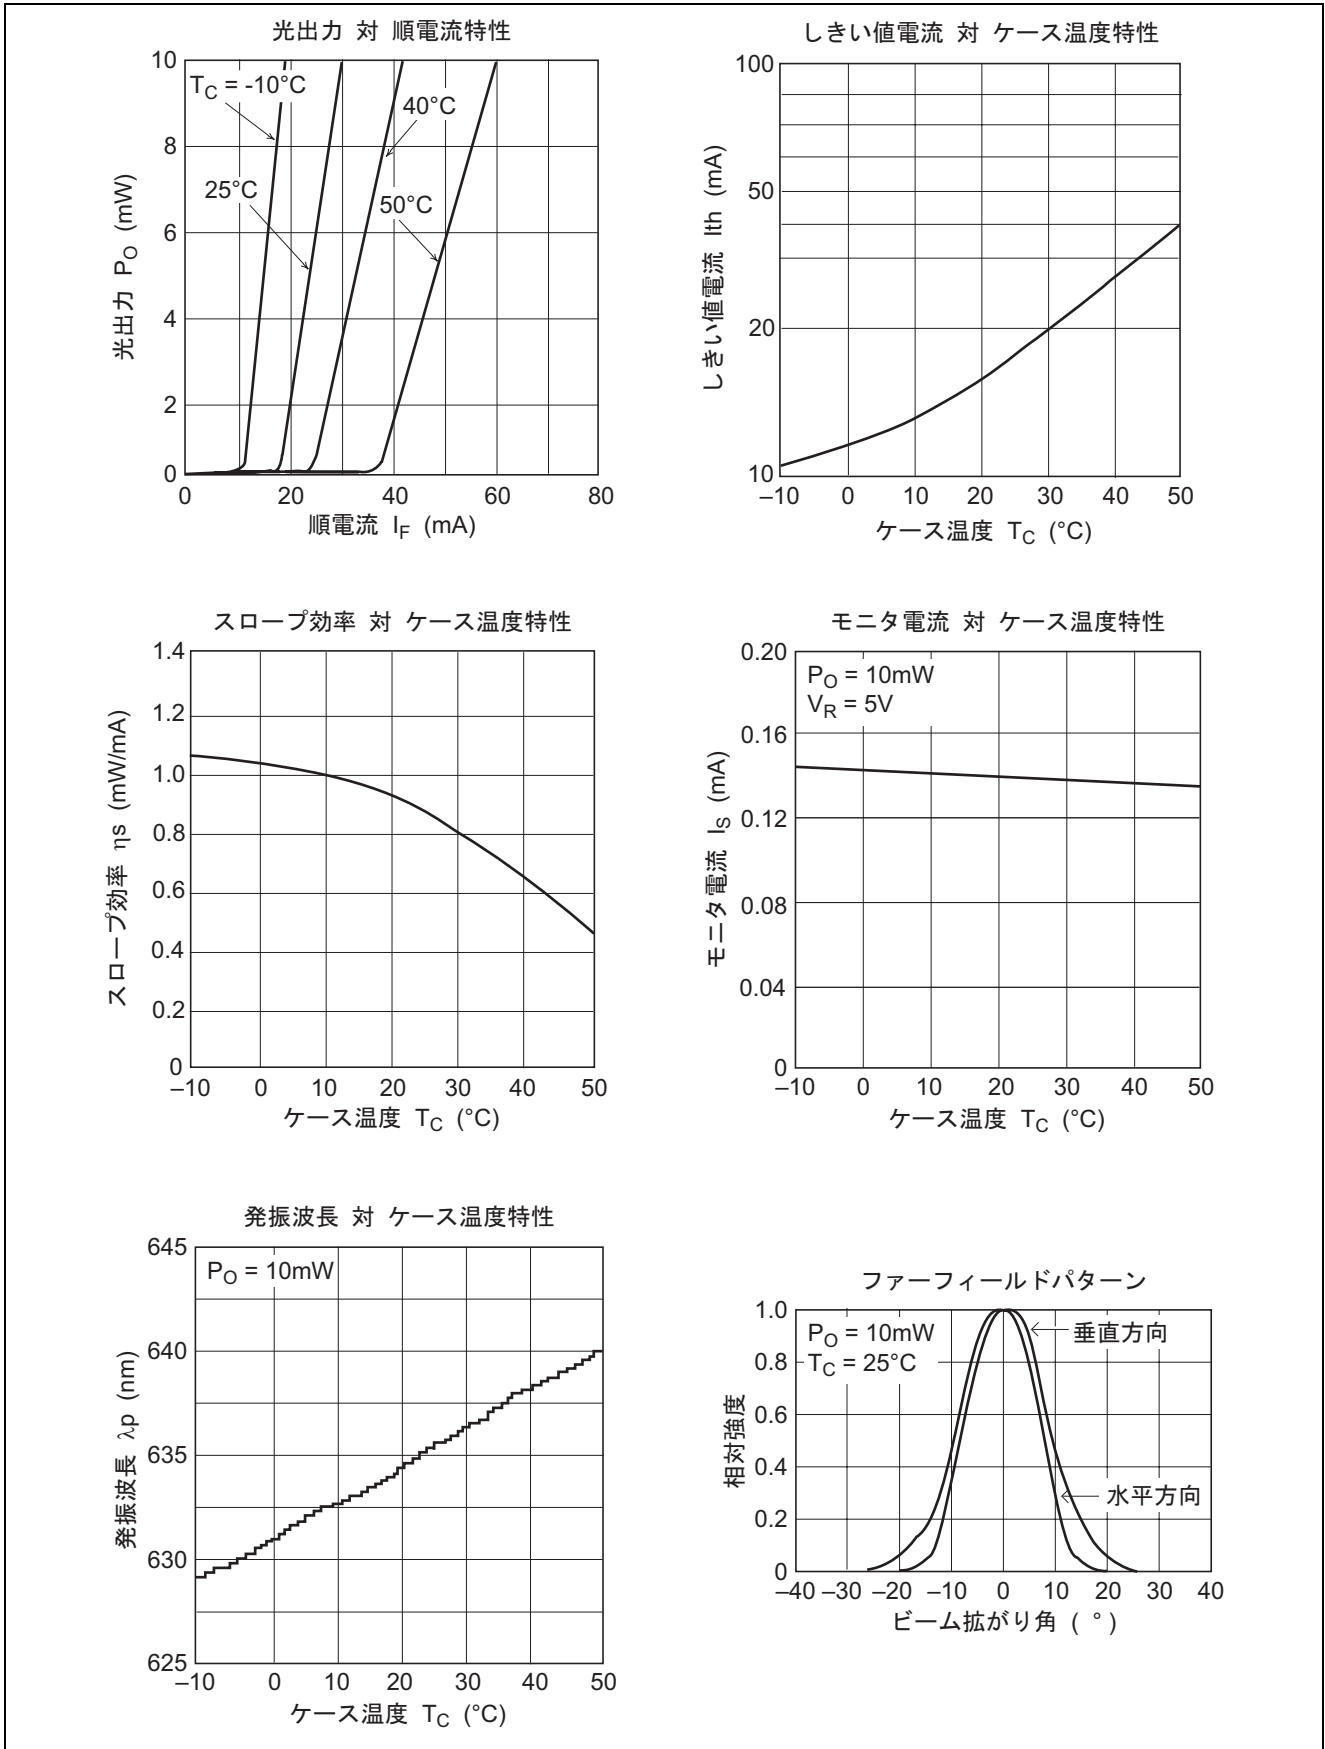 光出力 対 順電流特性
10
8
6
4
2
0
T_C = -10°C
25°C
40°C
50°C
0 20 40 60 80
光出力 P_O (mW)
順電流 I_F (mA)
しきい値電流 対 ケース温度特性
100
50
20
10
–10 0 10 20 30 40 50
しきい値電流 Ith (mA)
ケース温度 T_C (°C)
スロープ効率 対 ケース温度特性
1.4
1.2
1.0
0.8
0.6
0.4
0.2
0
–10 0 10 20 30 40 50
スロープ効率 ηs (mW/mA)
ケース温度 T_C (°C)
モニタ電流 対 ケース温度特性
0.20
0.16
0.12
0.08
0.04
0
P_O = 10mW
V_R = 5V
–10 0 10 20 30 40 50
モニタ電流 I_S (mA)
ケース温度 T_C (°C)
発振波長 対 ケース温度特性
645
640
635
630
625
P_O = 10mW
–10 0 10 20 30 40 50
発振波長 λp (nm)
ケース温度 T_C (°C)
ファーフィールドパターン
1.0
0.8
0.6
0.4
0.2
0
P_O = 10mW
T_C = 25°C
垂直方向
水平方向
–40 –30 –20 –10 0 10 20 30 40
相対強度
ビーム拡がり角 ( ° )